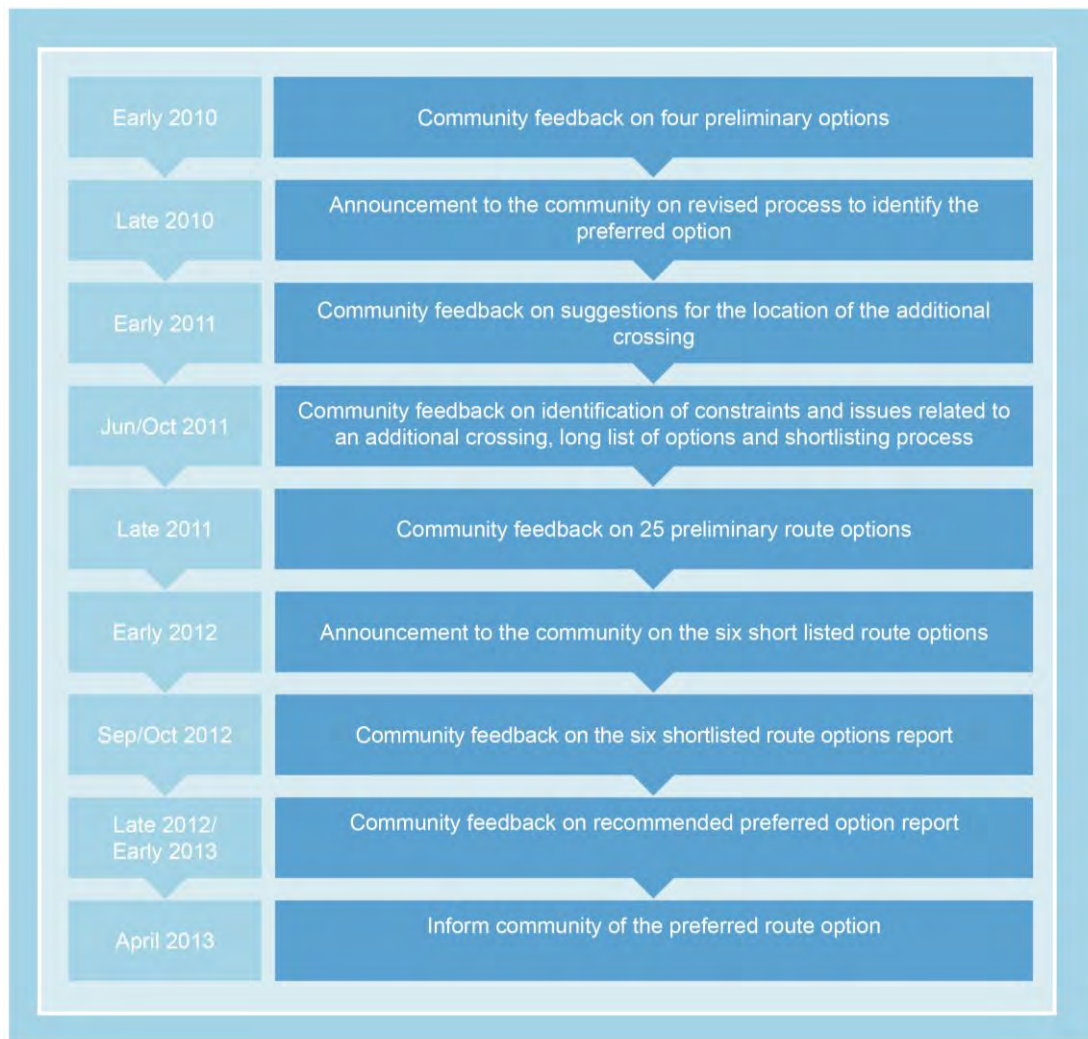 Early 2010
Community feedback on four preliminary options
Late 2010
Announcement to the community on revised process to identify the
preferred option
Early 2011
Community feedback on suggestions for the location of the additional
crossing
Jun/Oct 2011
Community feedback on identification of constraints and issues related to
an additional crossing, long list of options and shortlisting process
Late 2011
Community feedback on 25 preliminary route options
Early 2012
Announcement to the community on the six short listed route options
Sep/Oct 2012
Community feedback on the six shortlisted route options report
Late 2012/
Early 2013
Community feedback on recommended preferred option report
April 2013
Inform community of the preferred route option